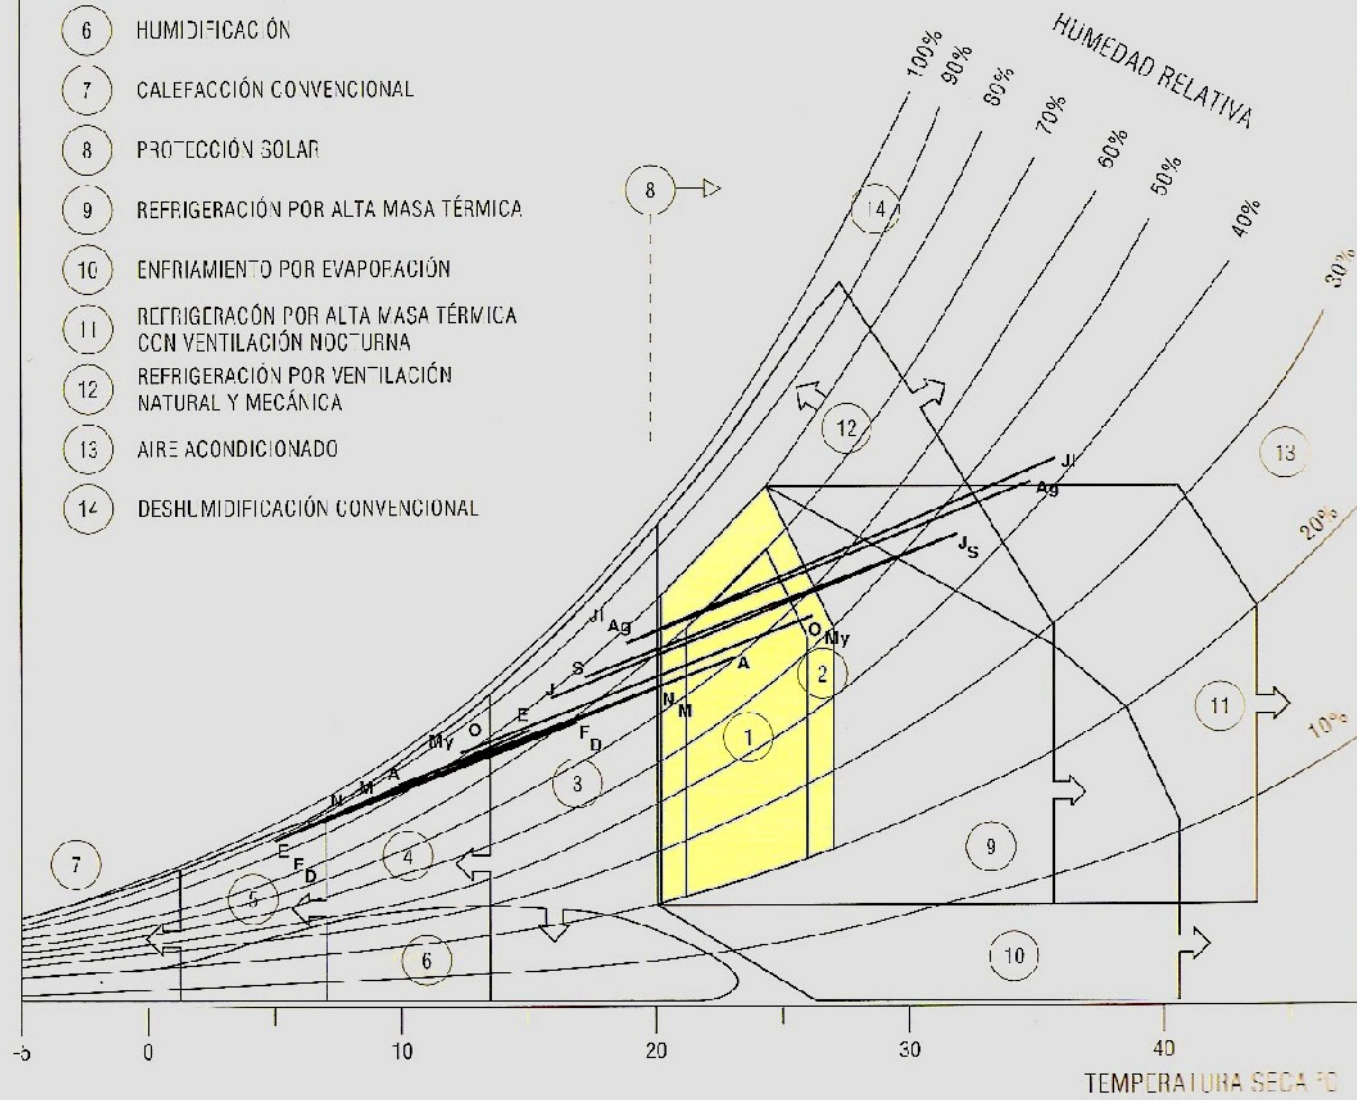 6 HUMIDIFICACIÓN
7 CALEFACCIÓN CONVENCIONAL
8 PROTECCIÓN SOLAR
9 REFRIGERACIÓN POR ALTA MASA TÉRMICA
10 ENFRIAMIENTO POR EVAPORACIÓN
11 REFRIGERACÓN POR ALTA MASA TÉRMICA
CON VENTILACIÓN NOCTURNA
12 REFRIGERACIÓN POR VENTILACIÓN
NATURAL Y MECÁNICA
13 AIRE ACONDICIONADO
14 DESHUMIDIFICACIÓN CONVENCIONAL
HUMEDAD RELATIVA
100%
90%
80%
70%
60%
50%
40%
30%
20%
10%
8
14
12
13
Jl
Ag
J
S
Jl
Ag
S
J
O
My
A
N
M
E
O
My
F
D
A
M
N
E
F
D
1
2
3
4
5
6
7
9
10
11
-5
0
10
20
30
40
TEMPERATURA SECA ºC